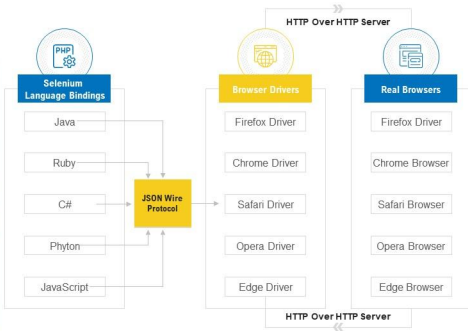 HTTP Over HTTP Server
PHP
Selenium
Language Bindings
Java
Ruby
C#
Phyton
JavaScript
JSON Wire
Protocol
Browser Drivers
Firefox Driver
Chrome Driver
Safari Driver
Opera Driver
Edge Driver
Real Browsers
Firefox Driver
Chrome Browser
Safari Browser
Opera Browser
Edge Browser
HTTP Over HTTP Server